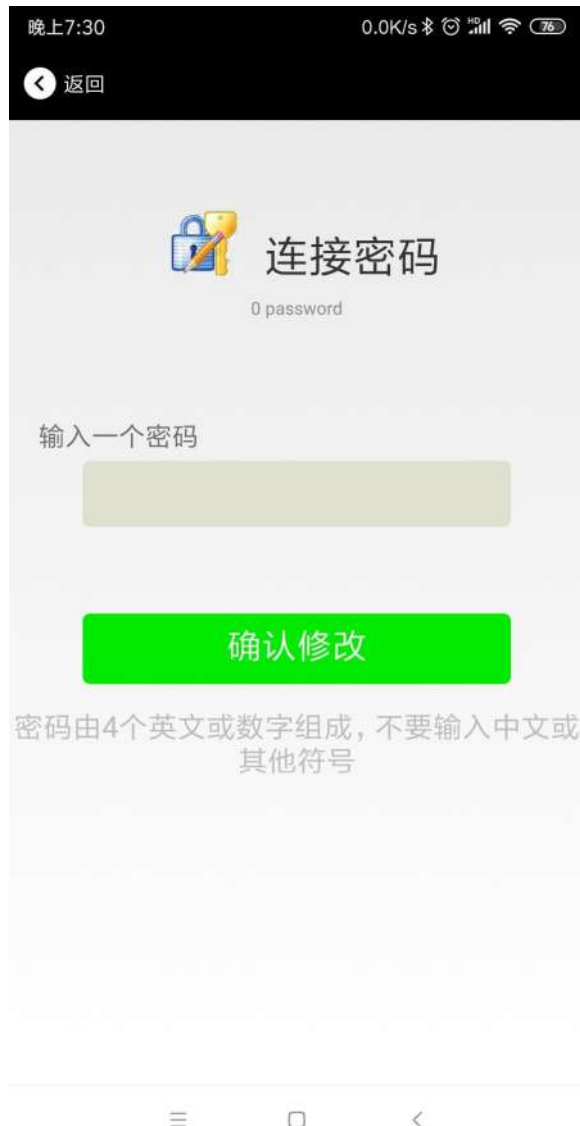 晚上7:30 0.0K/s HD 76
返回
连接密码
0 password
输入一个密码
确认修改
密码由4个英文或数字组成，不要输入中文或
其他符号